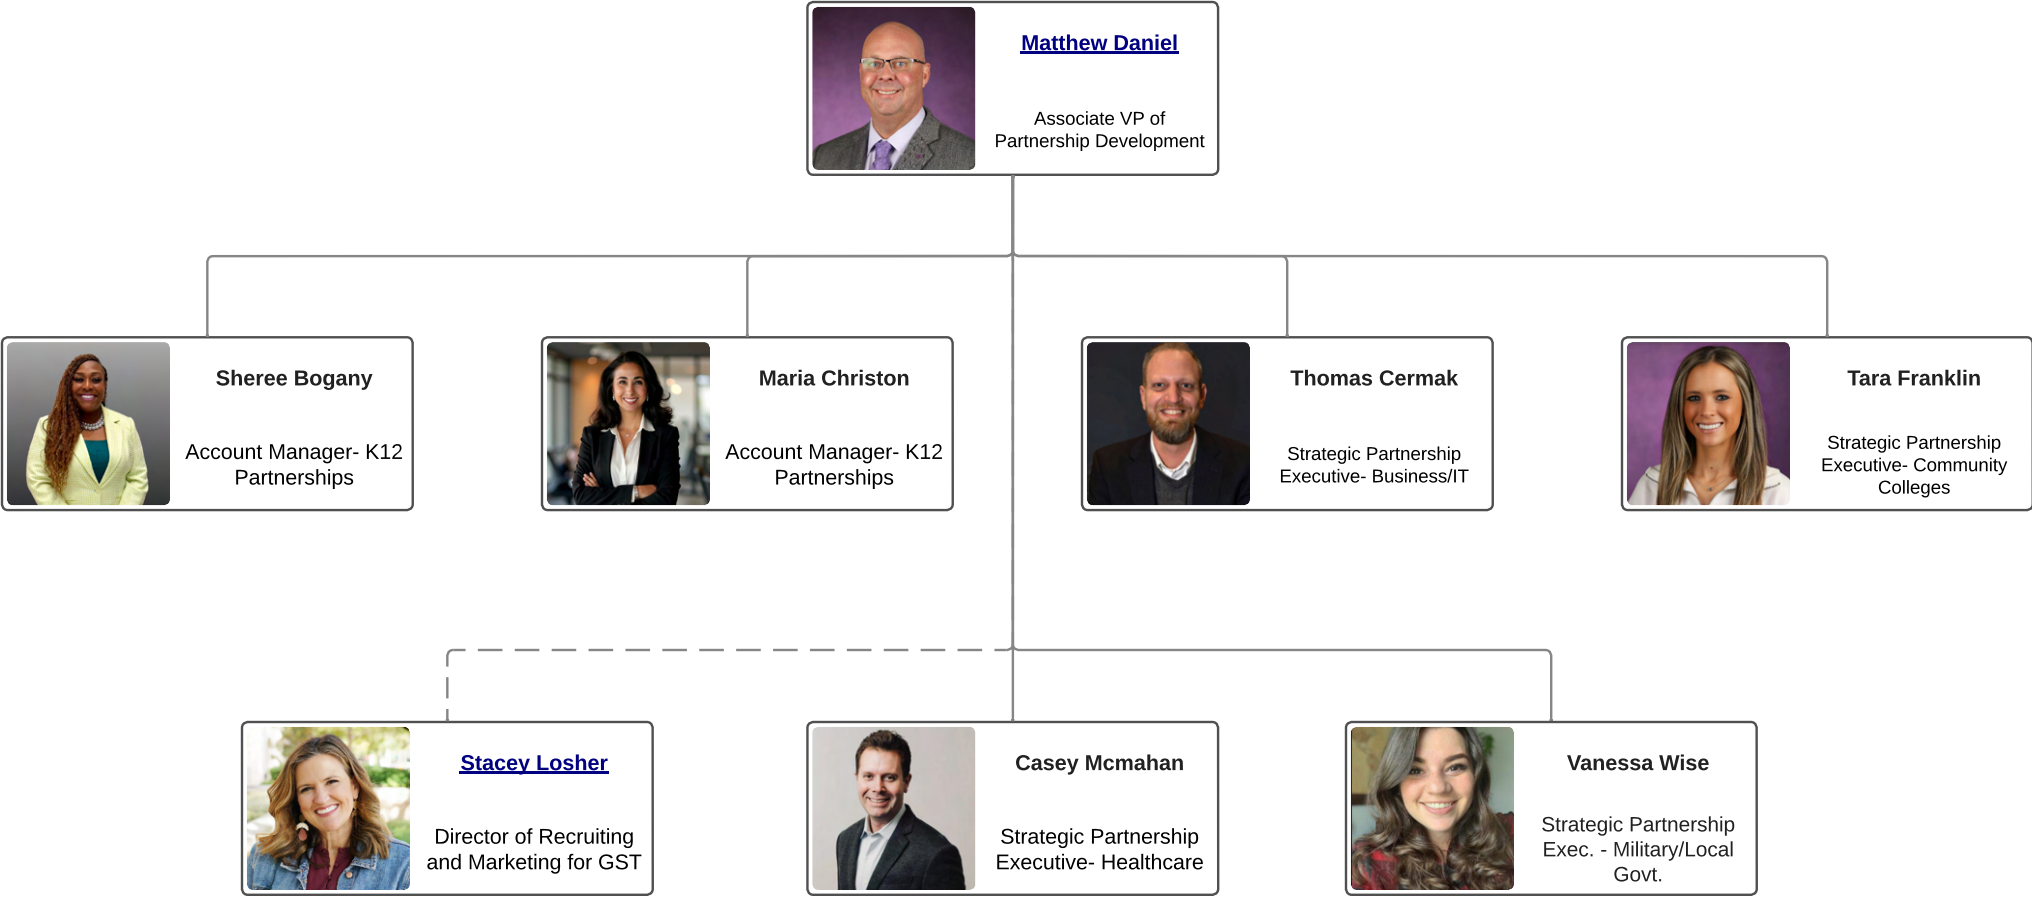 Matthew Daniel
Associate VP of
Partnership Development
Sheree Bogany
Account Manager- K12
Partnerships
Maria Christon
Account Manager- K12
Partnerships
Thomas Cermak
Strategic Partnership
Executive- Business/IT
Tara Franklin
Strategic Partnership
Executive- Community
Colleges
Stacey Losher
Director of Recruiting
and Marketing for GST
Casey Mcmahan
Strategic Partnership
Executive- Healthcare
Vanessa Wise
Strategic Partnership
Exec. - Military/Local
Govt.